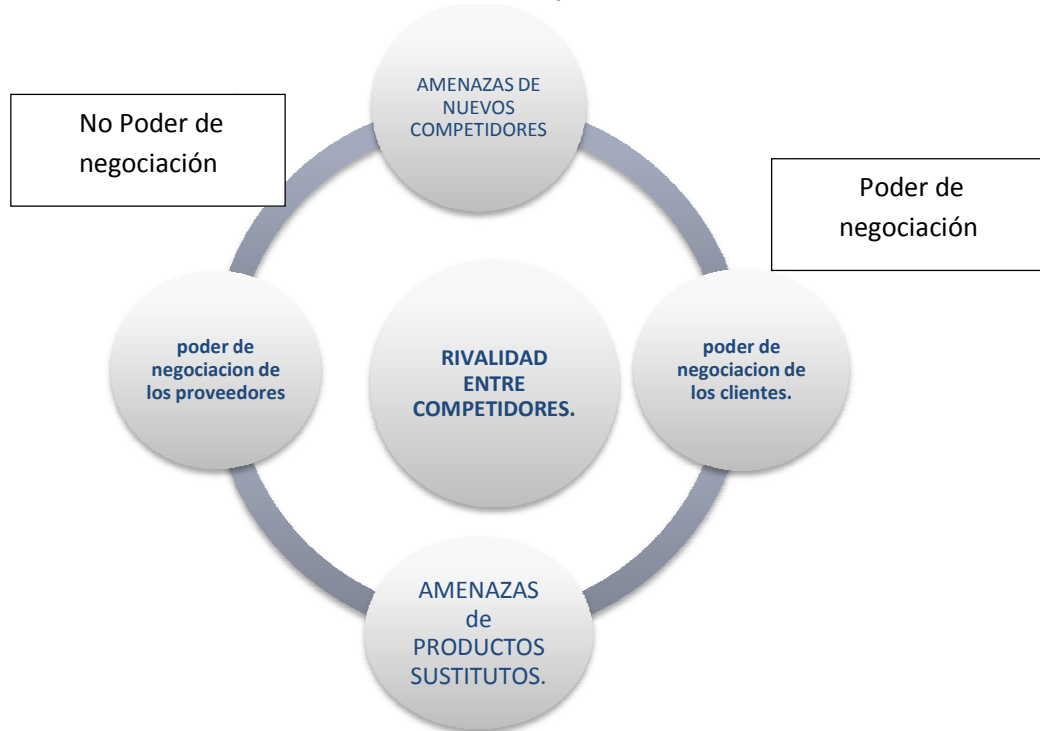 AMENAZAS DE
NUEVOS
COMPETIDORES
No Poder de
negociación
Poder de
negociación
poder de
negociacion de
los proveedores
RIVALIDAD
ENTRE
COMPETIDORES.
poder de
negociacion de
los clientes.
AMENAZAS
de
PRODUCTOS
SUSTITUTOS.